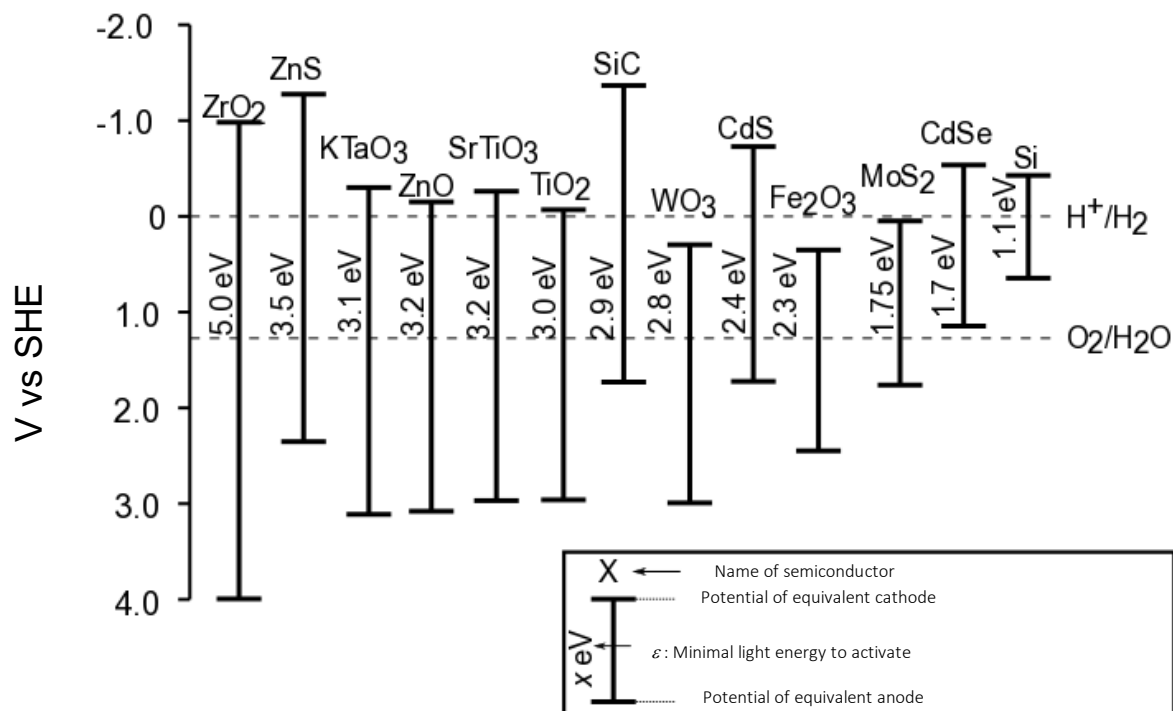 V vs SHE
-2.0
-1.0
0
1.0
2.0
3.0
4.0
ZrO2
5.0 eV
ZnS
3.5 eV
KTaO3
3.1 eV
ZnO
3.2 eV
SrTiO3
3.2 eV
TiO2
3.0 eV
SiC
2.9 eV
WO3
2.8 eV
CdS
2.4 eV
Fe2O3
2.3 eV
MoS2
1.75 eV
CdSe
1.7 eV
Si
1.1 eV
H+/H2
O2/H2O
X
Name of semiconductor
Potential of equivalent cathode
x eV
ε : Minimal light energy to activate
Potential of equivalent anode